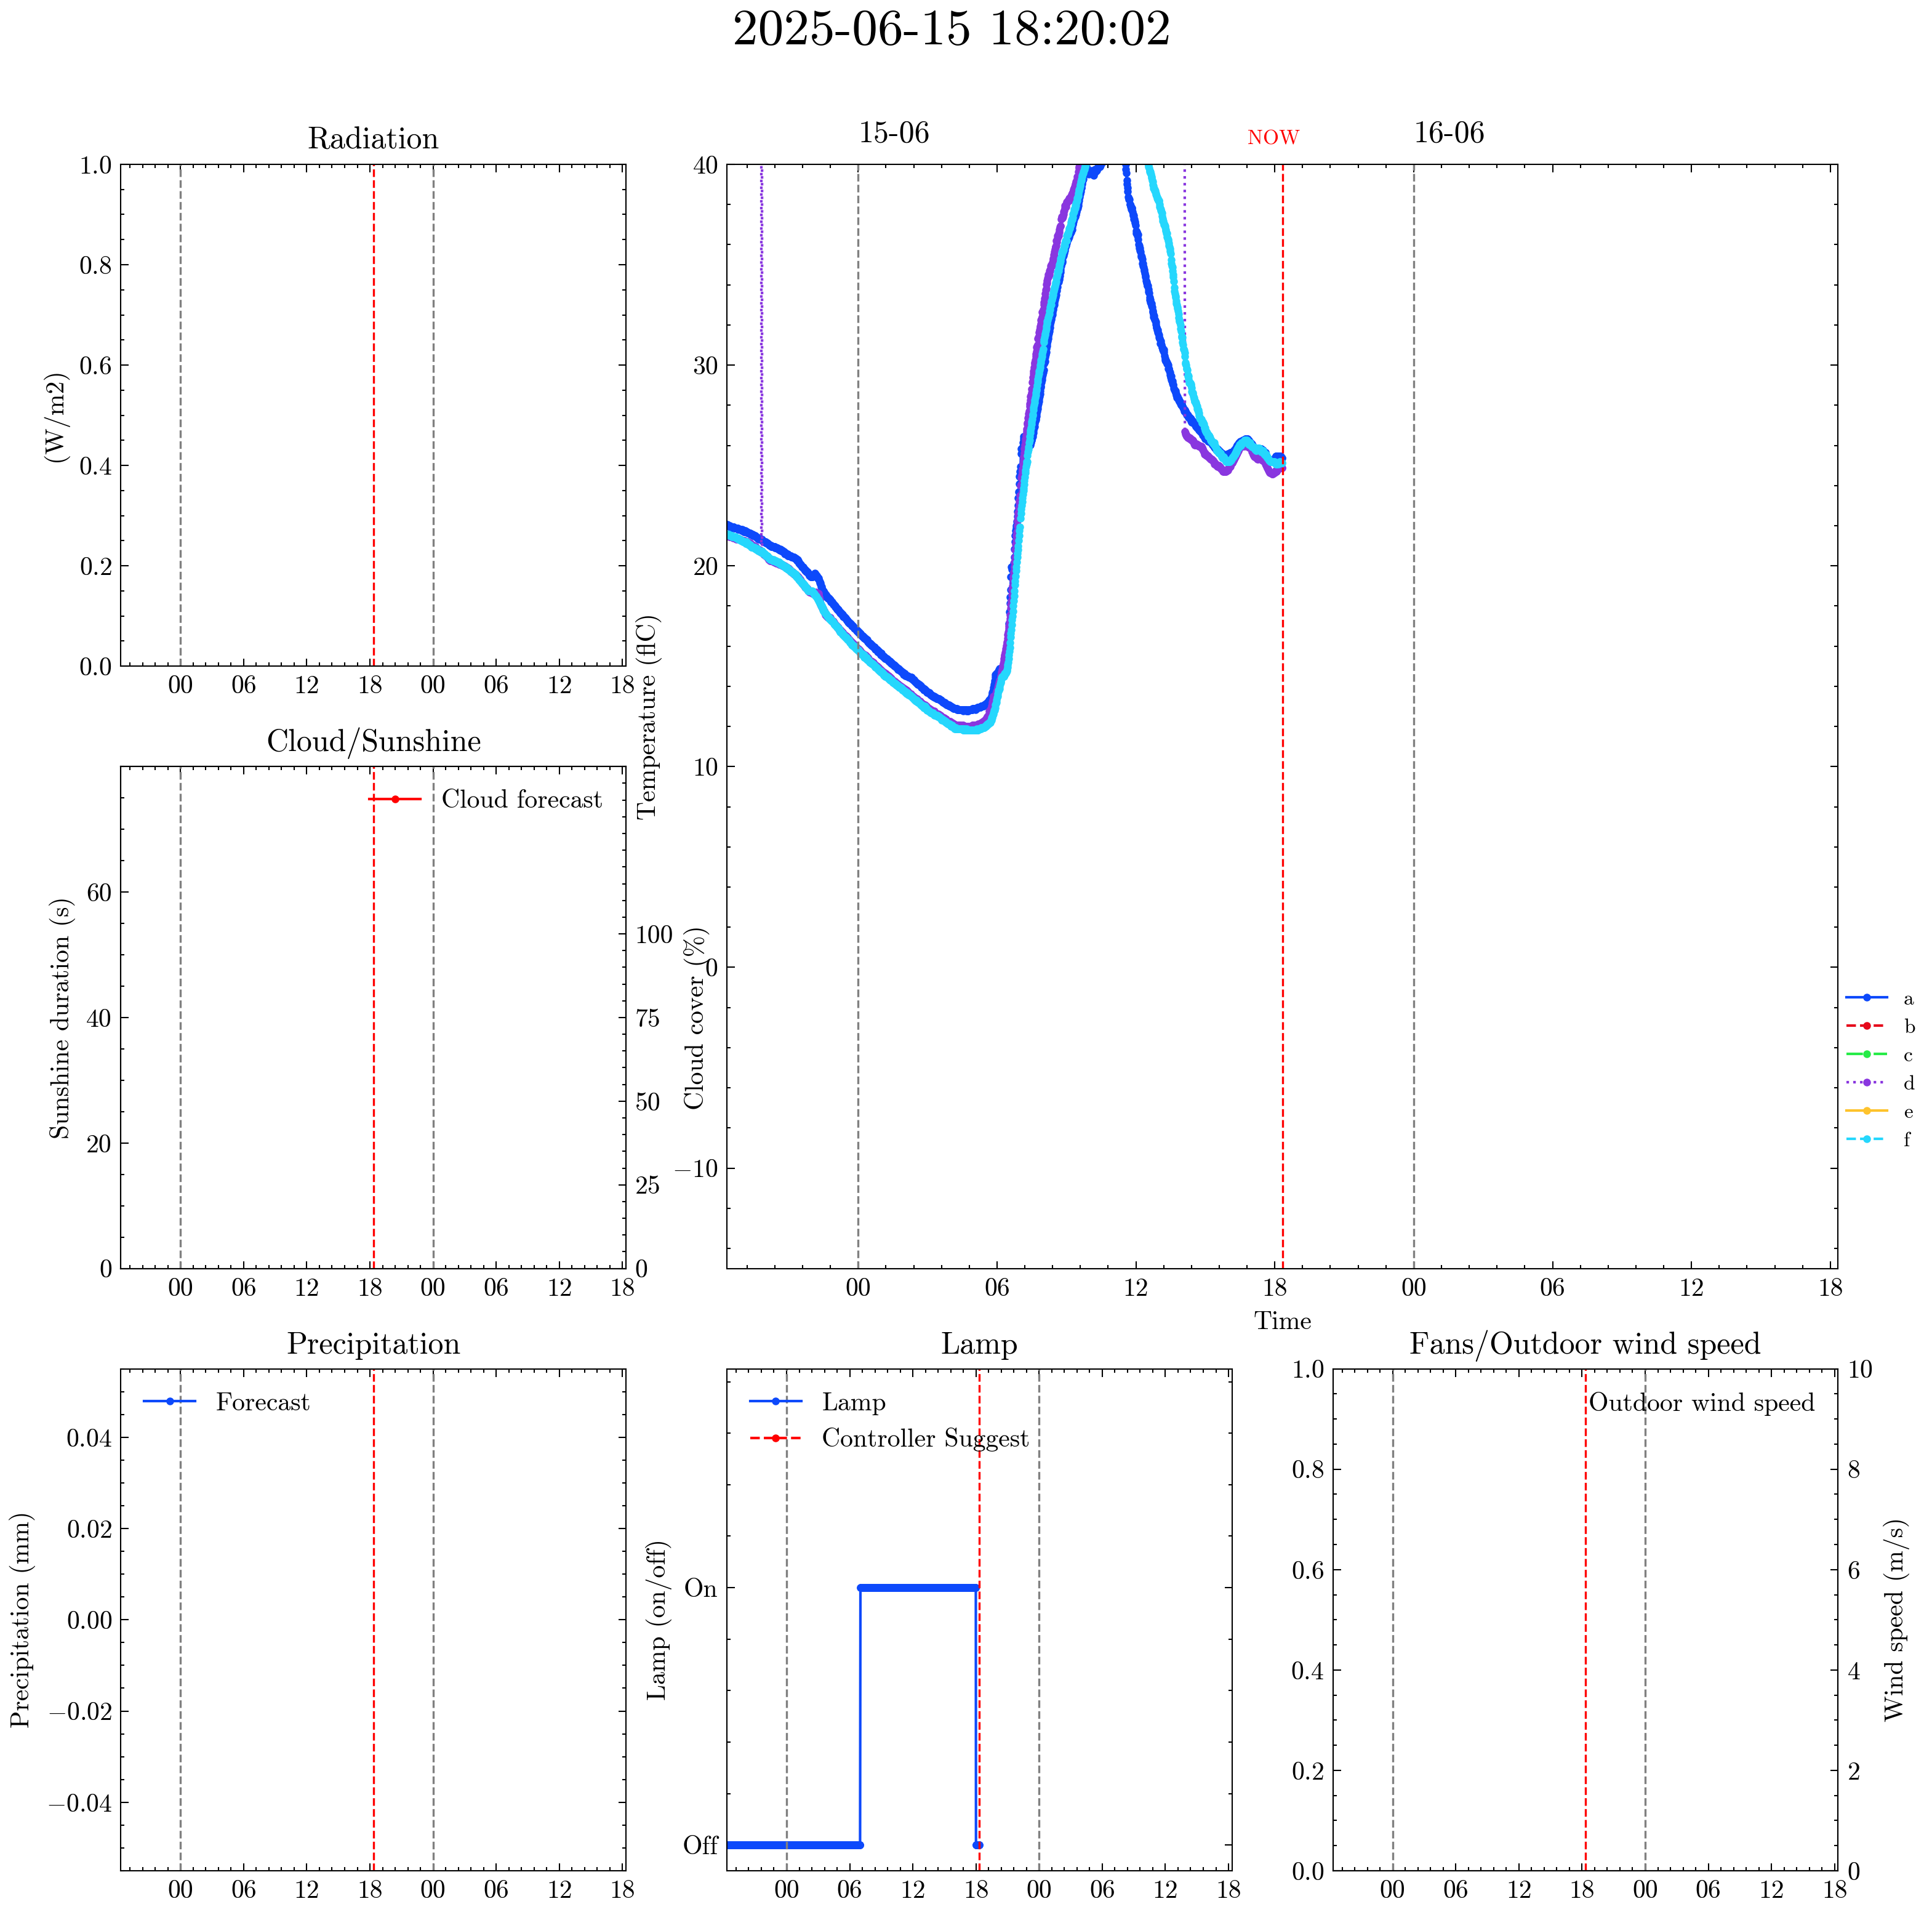 2025-06-15 18:20:02
Radiation
1.0
0.8
0.6
0.4
0.2
0.0
(W/m2)
00 06 12 18 00 06 12 18
15-06
NOW
16-06
40
30
20
10
0
−10
Temperature (flC)
00 06 12 18 00 06 12 18
Time
a
b
c
d
e
f
Cloud/Sunshine
Cloud forecast
60
40
20
0
Sunshine duration (s)
100
75
50
25
0
Cloud cover (%)
00 06 12 18 00 06 12 18
Precipitation
Forecast
0.04
0.02
0.00
−0.02
−0.04
Precipitation (mm)
00 06 12 18 00 06 12 18
Lamp
Lamp
Controller Suggest
On
Off
Lamp (on/off)
00 06 12 18 00 06 12 18
Fans/Outdoor wind speed
Outdoor wind speed
1.0
0.8
0.6
0.4
0.2
0.0
10
8
6
4
2
0
Wind speed (m/s)
00 06 12 18 00 06 12 18